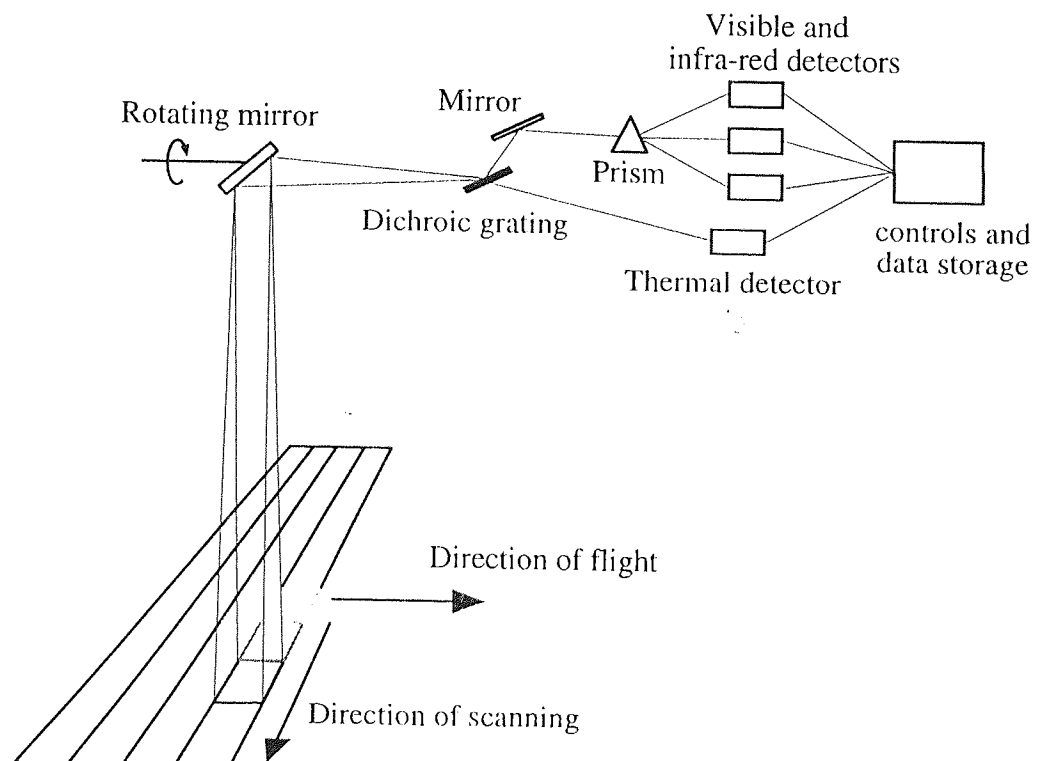 Visible and
infra-red detectors
Mirror
Rotating mirror
Prism
Dichroic grating
controls and
data storage
Thermal detector
Direction of flight
Direction of scanning